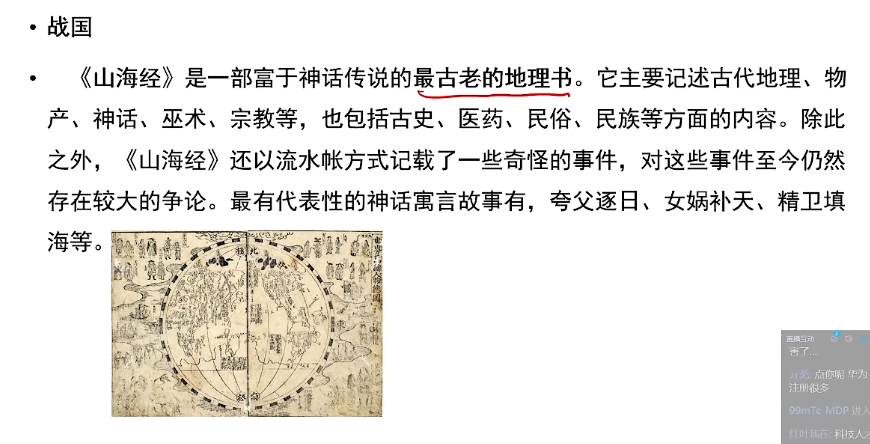 • 战国
• 《山海经》是一部富于神话传说的最古老的地理书。它主要记述古代地理、物
产、神话、巫术、宗教等，也包括古史、医药、民俗、民族等方面的内容。除此
之外，《山海经》还以流水帐方式记载了一些奇怪的事件，对这些事件至今仍然
存在较大的争论。最有代表性的神话寓言故事有，夸父逐日、女娲补天、精卫填
海等。
直播互动
害了...
点你呢 华为
注册很多
99mTc-MDP 进入
科技人